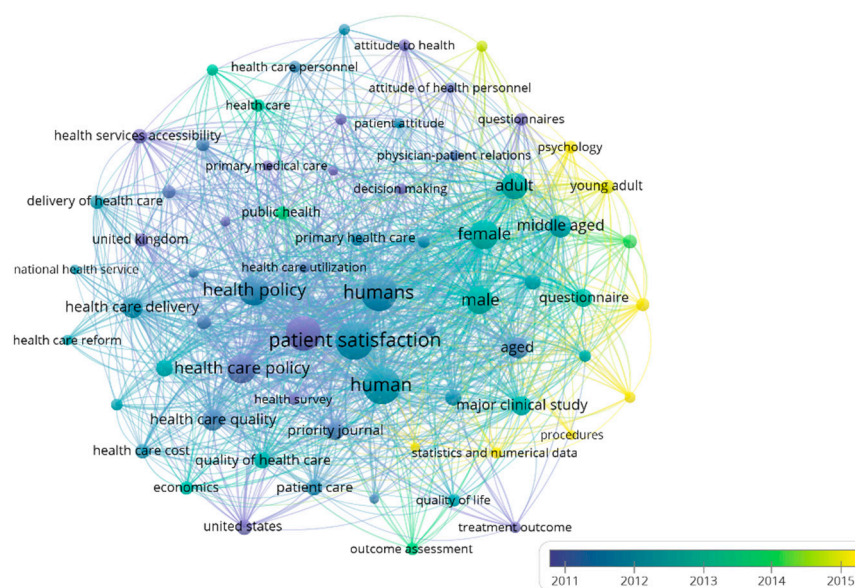 attitude to health
health care personnel
attitude of health personnel
health care
questionnaires
patient attitude
health services accessibility
psychology
physician-patient relations
primary medical care
adult
young adult
decision making
delivery of health care
public health
middle aged
female
united kingdom
primary health care
national health service
health care utilization
health policy
humans
male
questionnaire
health care delivery
health care reform
patient satisfaction
aged
health care policy
human
health survey
major clinical study
health care quality
priority journal
procedures
health care cost
statistics and numerical data
quality of health care
economics
patient care
quality of life
united states
treatment outcome
outcome assessment
2011 2012 2013 2014 2015